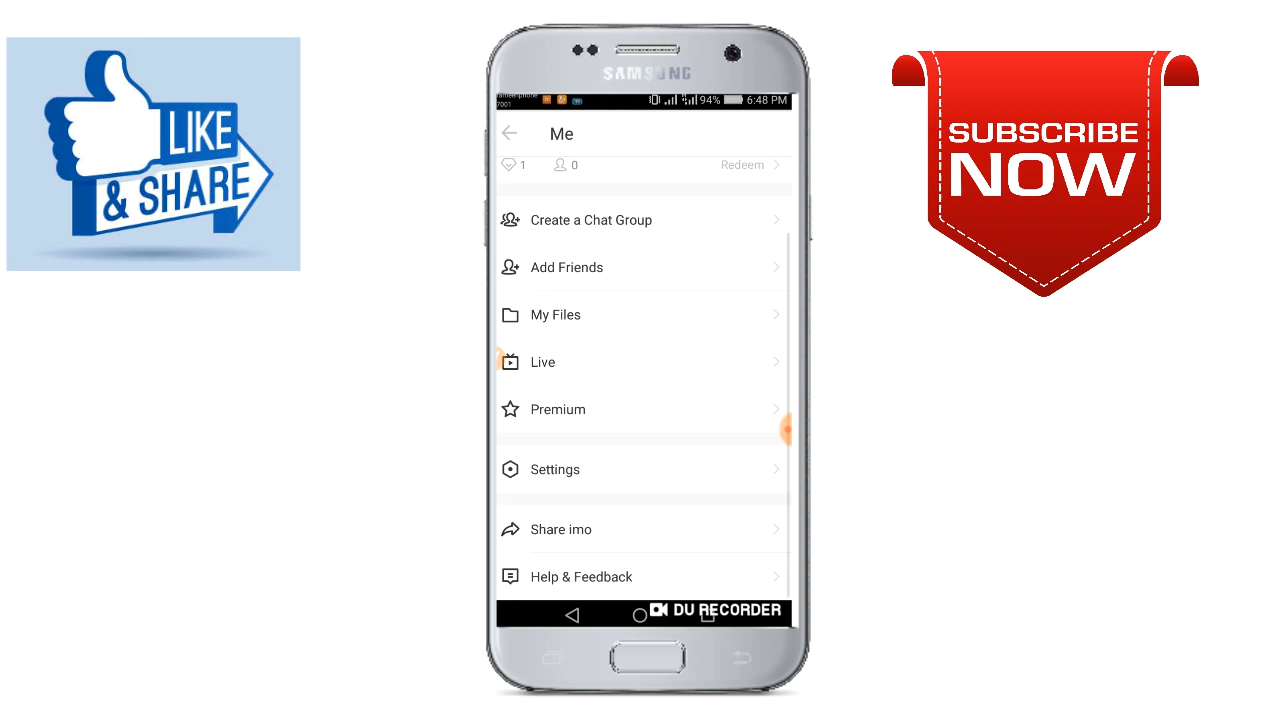 LIKE
& SHARE
SAMSUNG
7001
94%
6:48 PM
Me
1
0
Redeem
Create a Chat Group
Add Friends
My Files
Live
Premium
Settings
Share imo
Help & Feedback
DU RECORDER
SUBSCRIBE
NOW